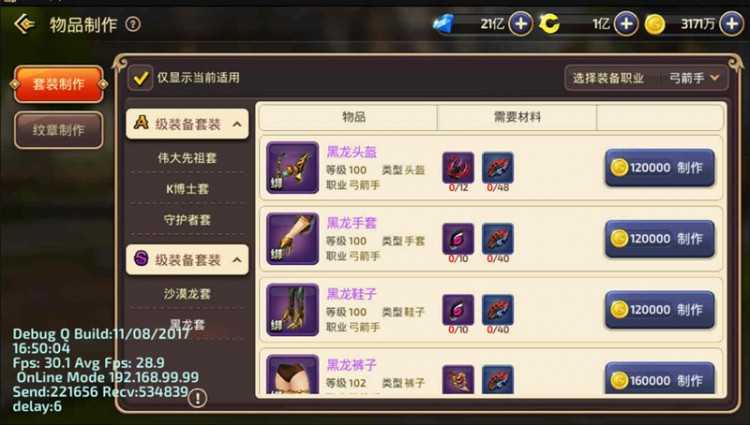 物品制作
21亿
1亿
3171万
套装制作
纹章制作
仅显示当前适用
选择装备职业 弓箭手
A 级装备套装
伟大先祖套
K博士套
守护者套
S 级装备套装
沙漠龙套
黑龙套
物品 需要材料
黑龙头盔
等级 100 类型 头盔
职业 弓箭手
绑
0/12 0/48
120000 制作
黑龙手套
等级 100 类型 手套
职业 弓箭手
绑
0/10 0/40
120000 制作
黑龙鞋子
等级 100 类型 鞋子
职业 弓箭手
绑
0/10 0/40
120000 制作
黑龙裤子
等级 102 类型 裤子
160000 制作
Debug Q Build:11/08/2017
16:50:04
Fps: 30.1 Avg Fps: 28.9
OnLine Mode 192.168.99.99
Send:221656 Recv:534839
delay:6